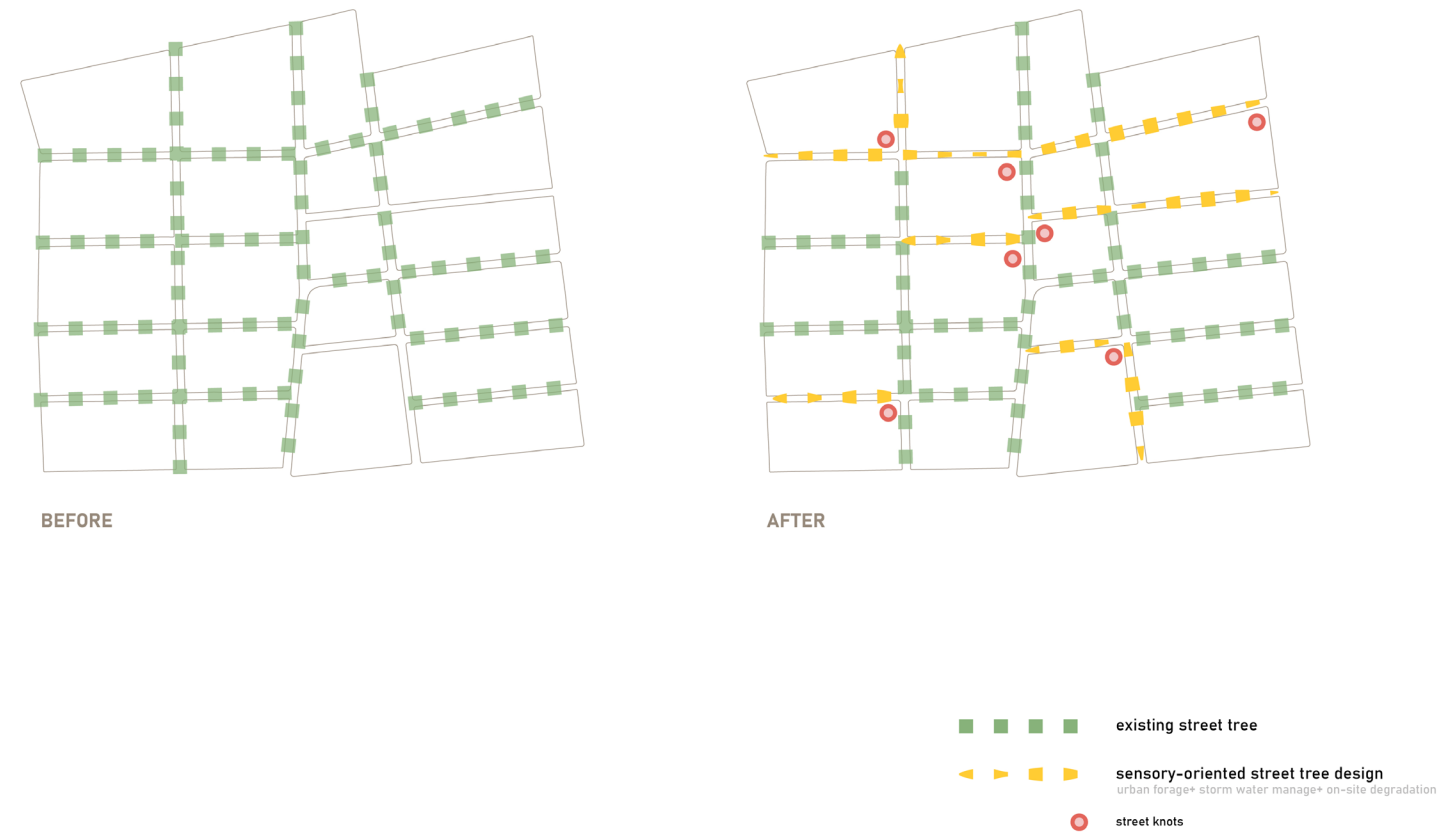 BEFORE
AFTER
existing street tree
sensory-oriented street tree design
urban forage+ storm water manage+ on-site degradation
street knots